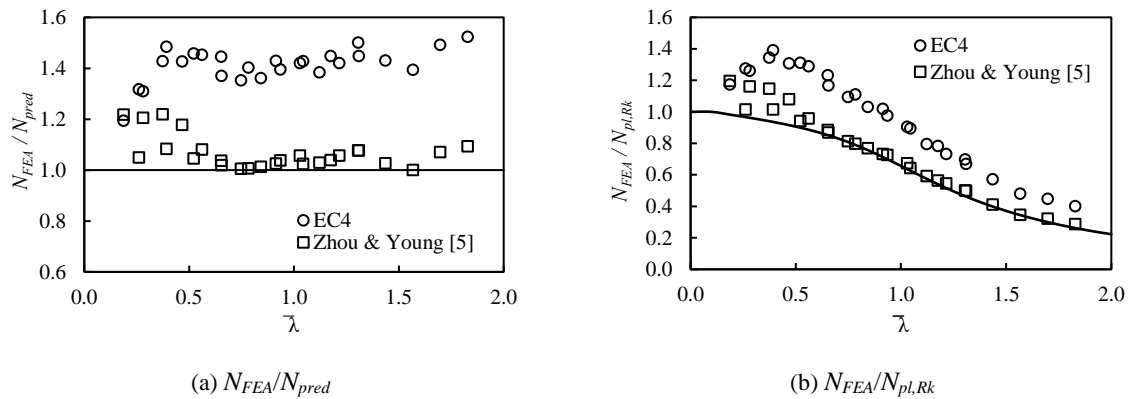 1.6
1.4
1.2
1.0
0.8
0.6
N_FEA / N_pred
EC4
Zhou & Young [5]
0.0 0.5 1.0 1.5 2.0
λ̅
(a) N_FEA/N_pred
1.6
1.4
1.2
1.0
0.8
0.6
0.4
0.2
0.0
N_FEA / N_pl,Rk
EC4
Zhou & Young [5]
0.0 0.5 1.0 1.5 2.0
λ̅
(b) N_FEA/N_pl,Rk